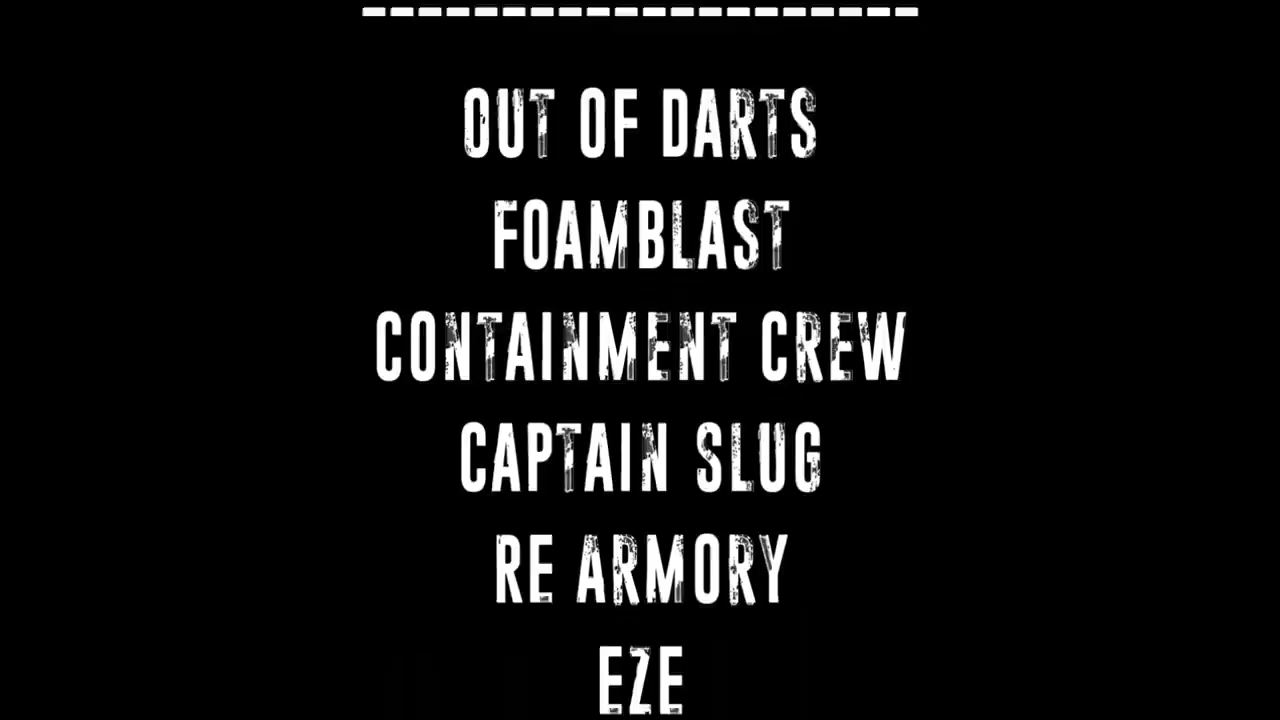 --------------------
OUT OF DARTS
FOAMBLAST
CONTAINMENT CREW
CAPTAIN SLUG
RE ARMORY
EZE